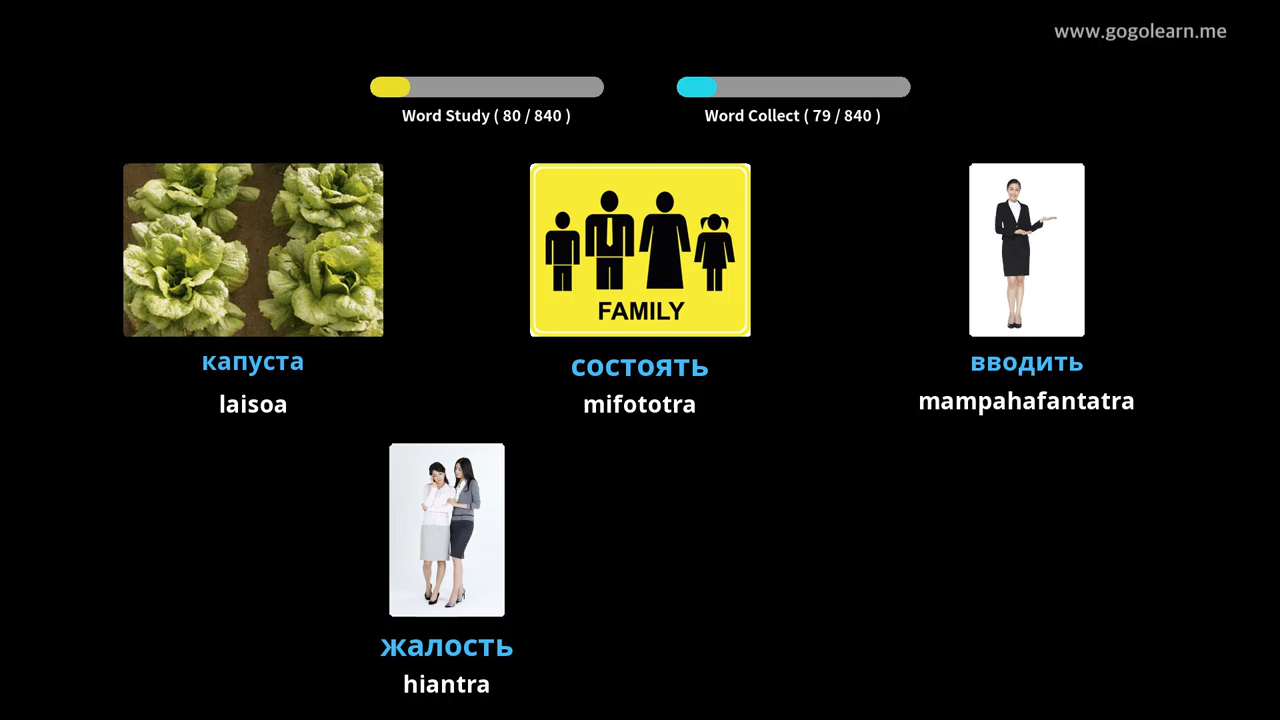 www.gogolearn.me
Word Study ( 80 / 840 )
Word Collect ( 79 / 840 )
FAMILY
капуста
состоять
вводить
laisoa
mifototra
mampahafantatra
жалость
hiantra